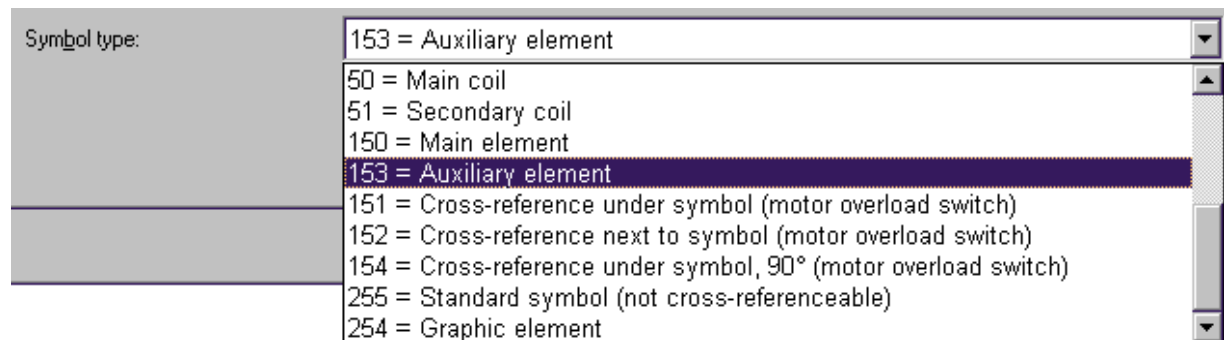 Symbol type:
153 = Auxiliary element
50 = Main coil
51 = Secondary coil
150 = Main element
153 = Auxiliary element
151 = Cross-reference under symbol (motor overload switch)
152 = Cross-reference next to symbol (motor overload switch)
154 = Cross-reference under symbol, 90° (motor overload switch)
255 = Standard symbol (not cross-referenceable)
254 = Graphic element